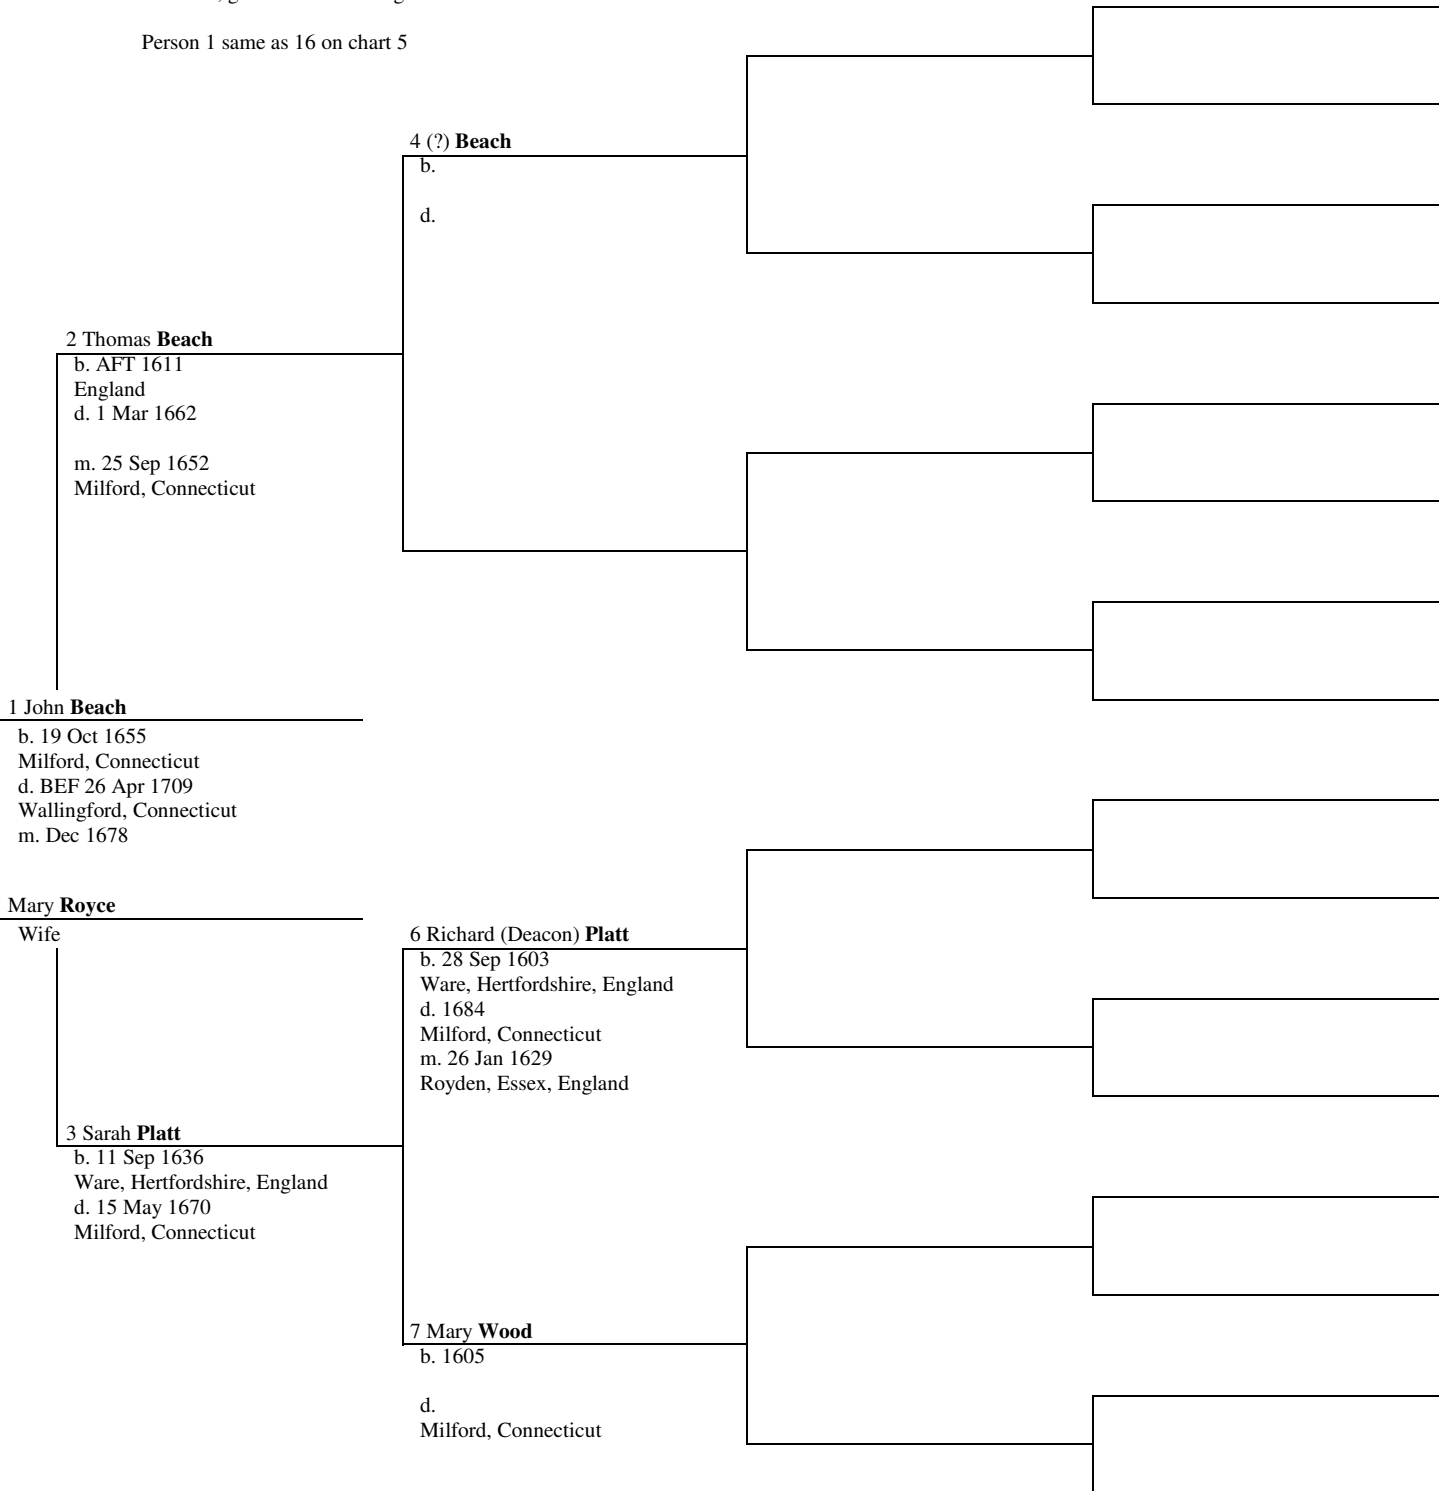 Person 1 same as 16 on chart 5
4 (?) Beach
b.
d.
2 Thomas Beach
b. AFT 1611
England
d. 1 Mar 1662
m. 25 Sep 1652
Milford, Connecticut
1 John Beach
b. 19 Oct 1655
Milford, Connecticut
d. BEF 26 Apr 1709
Wallingford, Connecticut
m. Dec 1678
Mary Royce
Wife
6 Richard (Deacon) Platt
b. 28 Sep 1603
Ware, Hertfordshire, England
d. 1684
Milford, Connecticut
m. 26 Jan 1629
Royden, Essex, England
3 Sarah Platt
b. 11 Sep 1636
Ware, Hertfordshire, England
d. 15 May 1670
Milford, Connecticut
7 Mary Wood
b. 1605
d.
Milford, Connecticut